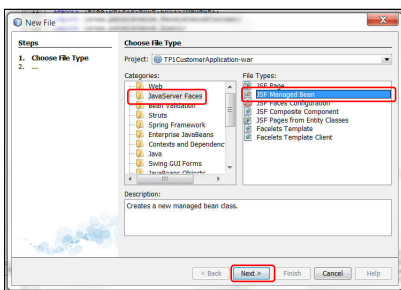 New File
Steps
1. Choose File Type
2. ...
Choose File Type
Project: TP1CustomerApplication-war
Categories:
Web
JavaServer Faces
Bean Validation
Struts
Spring Framework
Enterprise JavaBeans
Contexts and Dependenc
Java
Swing GUI Forms
JavaBeans Objects
File Types:
JSF Page
JSF Managed Bean
JSF Faces Configuration
JSF Composite Component
JSF Pages from Entity Classes
Facelets Template
Facelets Template Client
Description:
Creates a new managed bean class.
< Back
Next >
Finish
Cancel
Help